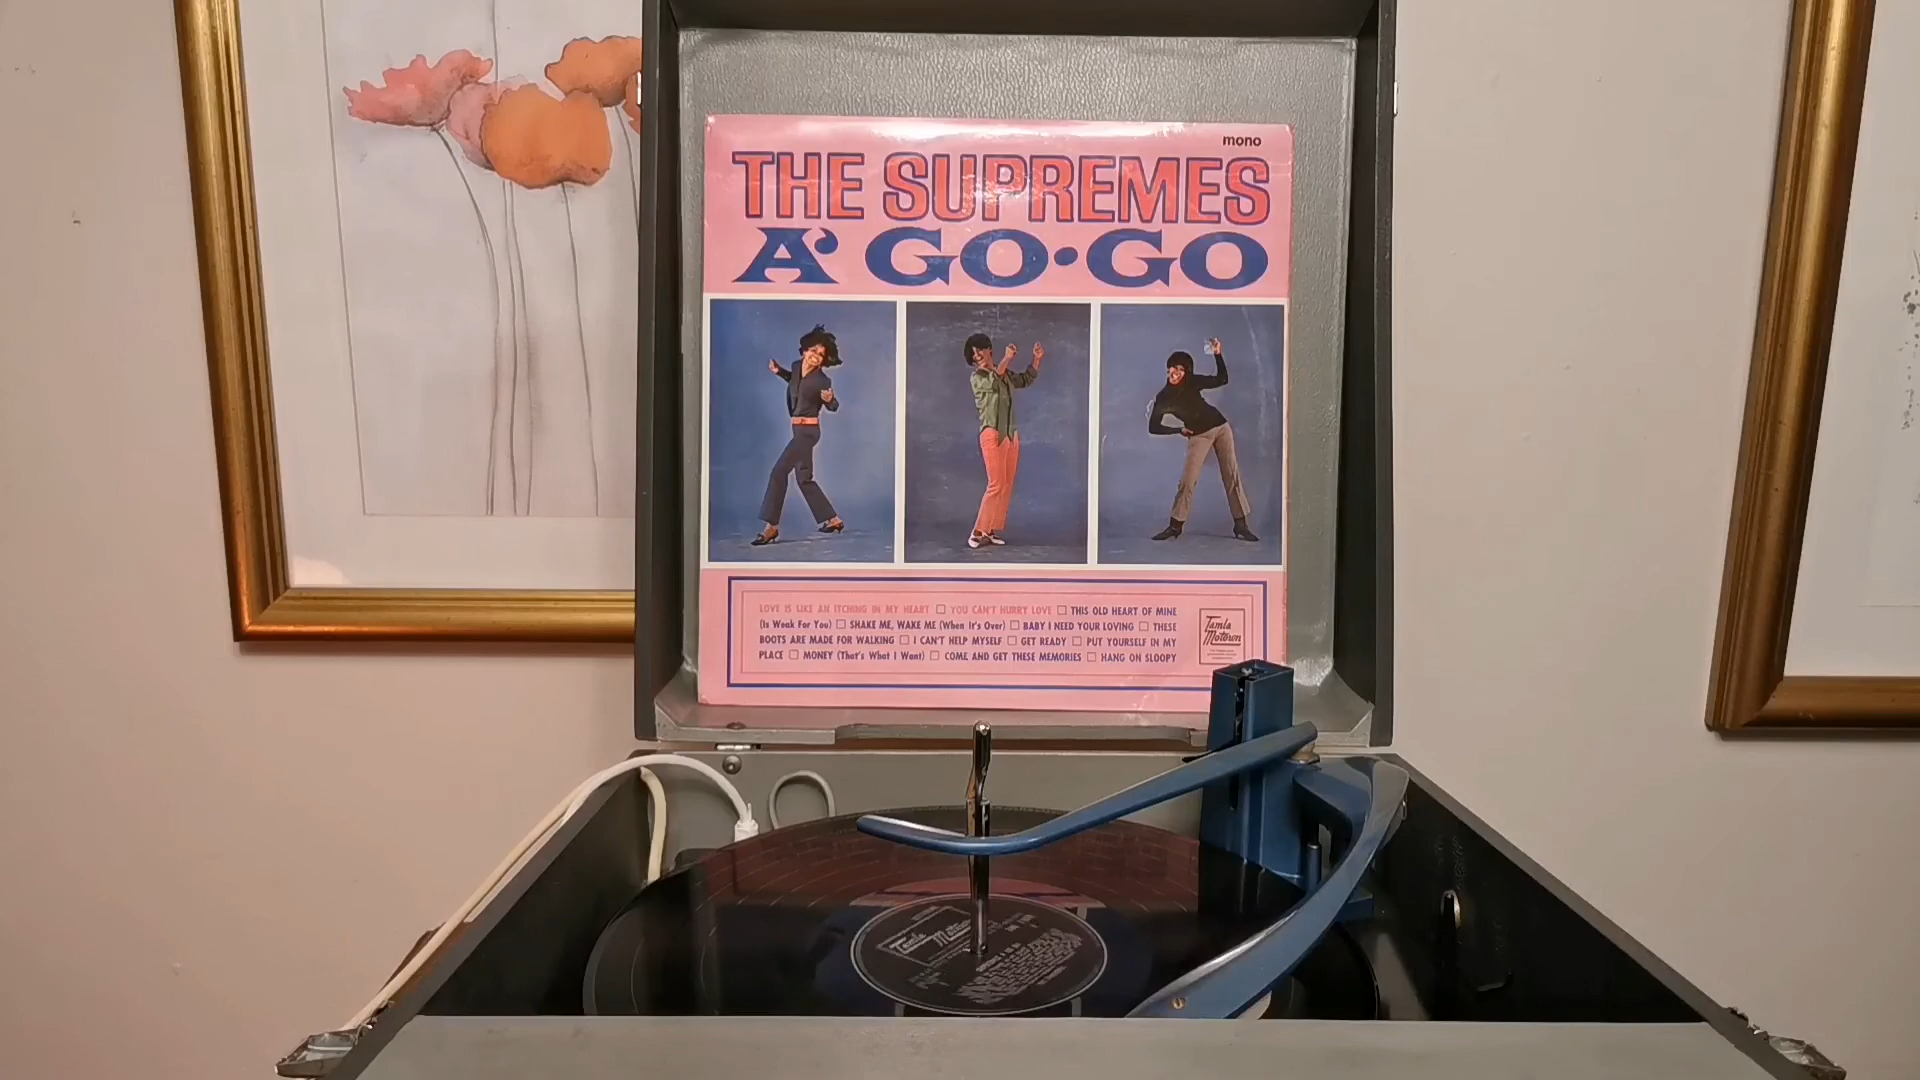 mono
THE SUPREMES
A' GO•GO
LOVE IS LIKE AN ITCHING IN MY HEART □ YOU CAN'T HURRY LOVE □ THIS OLD HEART OF MINE
(Is Weak For You) □ SHAKE ME, WAKE ME (When It's Over) □ BABY I NEED YOUR LOVING □ THESE
BOOTS ARE MADE FOR WALKING □ I CAN'T HELP MYSELF □ GET READY □ PUT YOURSELF IN MY
PLACE □ MONEY (That's What I Want) □ COME AND GET THESE MEMORIES □ HANG ON SLOOPY
Tamla
Motown
Tamla Motown